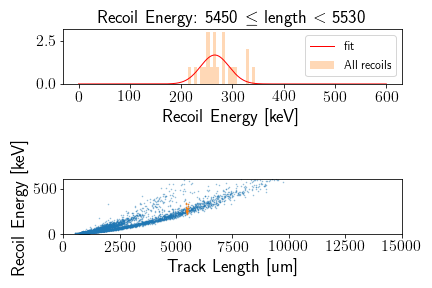 Recoil Energy: 5450 ≤ length < 5530
2.5
0.0
fit
All recoils
0 100 200 300 400 500 600
Recoil Energy [keV]
Recoil Energy [keV]
500
0
0 2500 5000 7500 10000 12500 15000
Track Length [um]